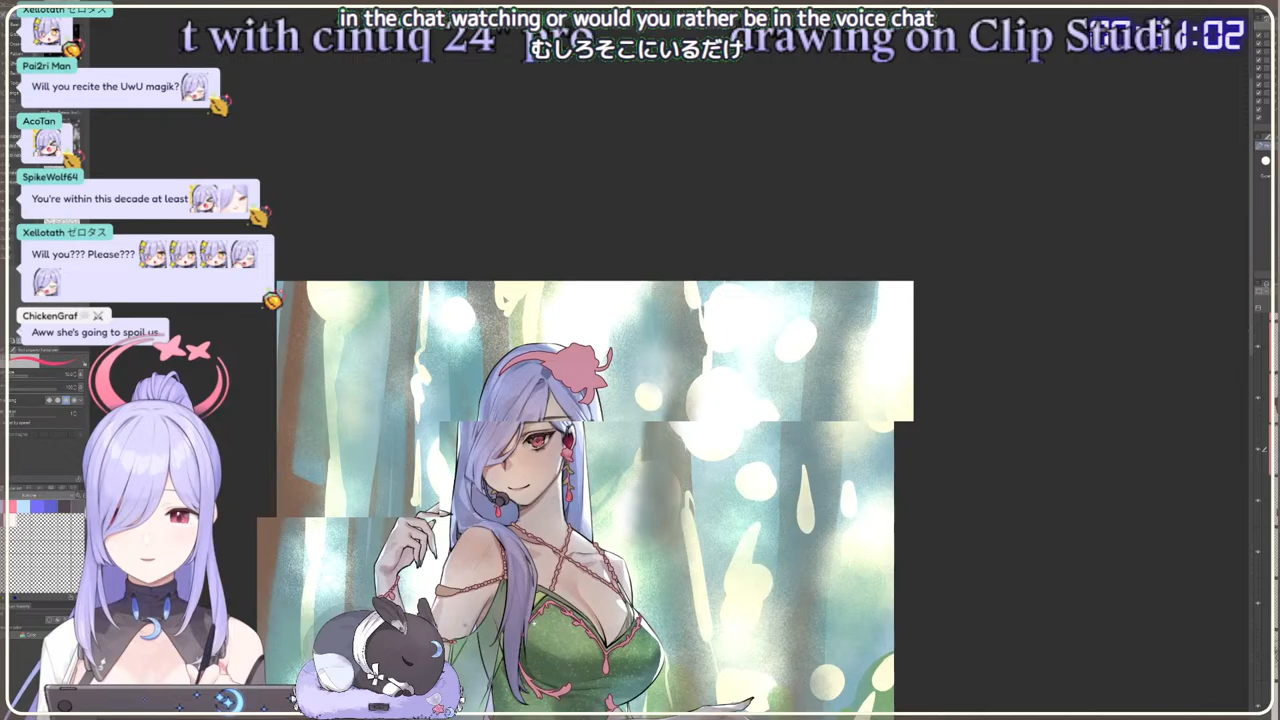 in the chat watching or would you rather be in the voice chat
むしろそこにいるだけ
t with cintiq 24" pro
drawing on Clip Studio
1:02
Xellotath ゼロタス
Pai2ri Man
Will you recite the UwU magik?
AcoTan
SpikeWolf64
You're within this decade at least
Xellotath ゼロタス
Will you??? Please???
ChickenGraf
Aww she's going to spoil us